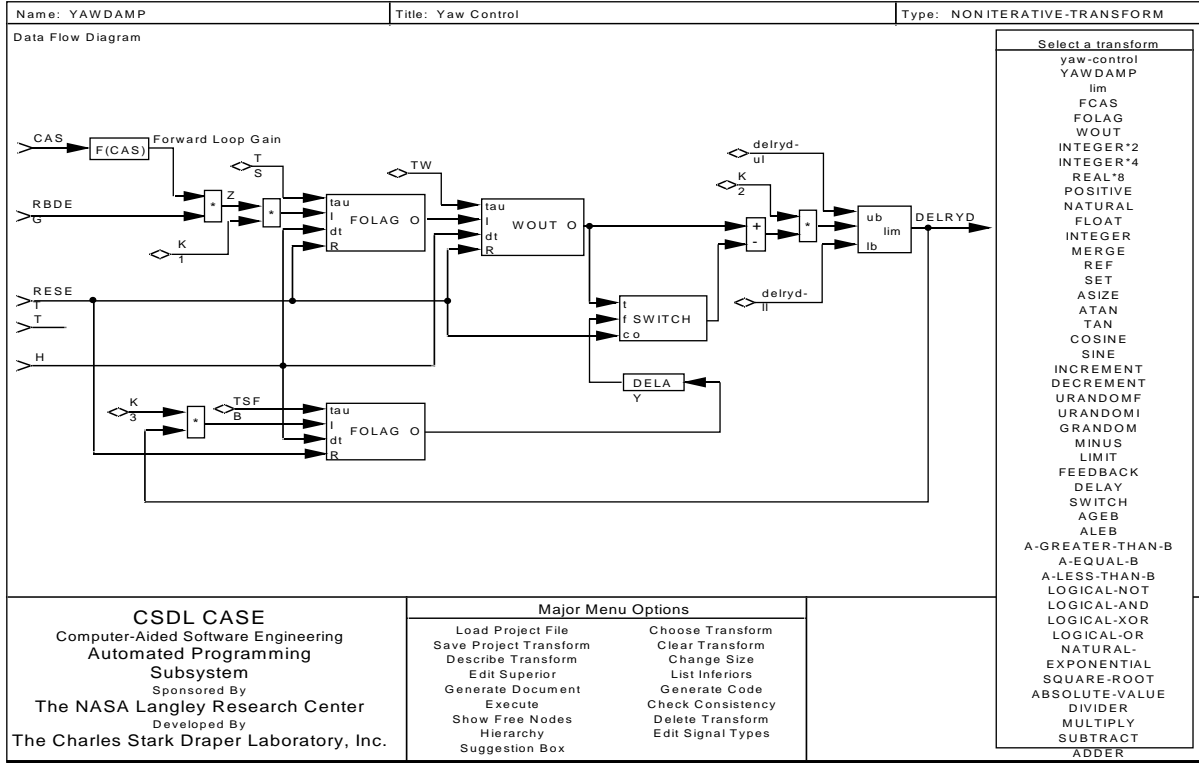 Name: YAWDAMP
Title: Yaw Control
Type: NONITERATIVE-TRANSFORM
Data Flow Diagram
CAS
F(CAS)
Forward Loop Gain
T
S
TW
delryd-
ul
K
2
RBDE
G
*
Z
*
K
1
tau
I
dt
R
FOLAG O
tau
I
dt
R
WOUT O
+
-
*
ub
lim
lb
DELRYD
RESE
T
T
H
delryd-
ll
t
f SWITCH
co
DELA
Y
K
3
*
TSF
B
tau
I
dt
R
FOLAG O
Select a transform
yaw-control
YAWDAMP
lim
FCAS
FOLAG
WOUT
INTEGER*2
INTEGER*4
REAL*8
POSITIVE
NATURAL
FLOAT
INTEGER
MERGE
REF
SET
ASIZE
ATAN
TAN
COSINE
SINE
INCREMENT
DECREMENT
URANDOMF
URANDOMI
GRANDOM
MINUS
LIMIT
FEEDBACK
DELAY
SWITCH
AGEB
ALEB
A-GREATER-THAN-B
A-EQUAL-B
A-LESS-THAN-B
LOGICAL-NOT
LOGICAL-AND
LOGICAL-XOR
LOGICAL-OR
NATURAL-
EXPONENTIAL
SQUARE-ROOT
ABSOLUTE-VALUE
DIVIDER
MULTIPLY
SUBTRACT
ADDER
CSDL CASE
Computer-Aided Software Engineering
Automated Programming
Subsystem
Sponsored By
The NASA Langley Research Center
Developed By
The Charles Stark Draper Laboratory, Inc.
Major Menu Options
Load Project File
Save Project Transform
Describe Transform
Edit Superior
Generate Document
Execute
Show Free Nodes
Hierarchy
Suggestion Box
Choose Transform
Clear Transform
Change Size
List Inferiors
Generate Code
Check Consistency
Delete Transform
Edit Signal Types